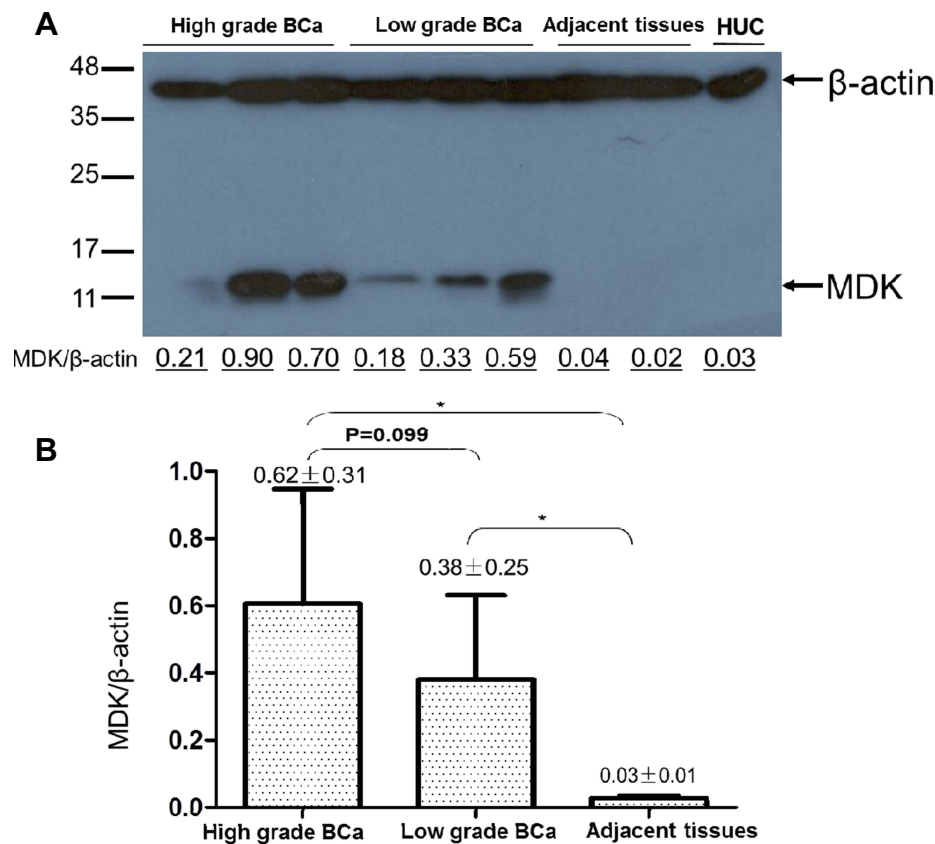 A
High grade BCa Low grade BCa Adjacent tissues HUC
48
35
25
17
11
β-actin
MDK
MDK/β-actin 0.21 0.90 0.70 0.18 0.33 0.59 0.04 0.02 0.03
B
*
P=0.099
*
0.62±0.31
0.38±0.25
0.03±0.01
MDK/β-actin
1.0
0.8
0.6
0.4
0.2
0.0
High grade BCa Low grade BCa Adjacent tissues